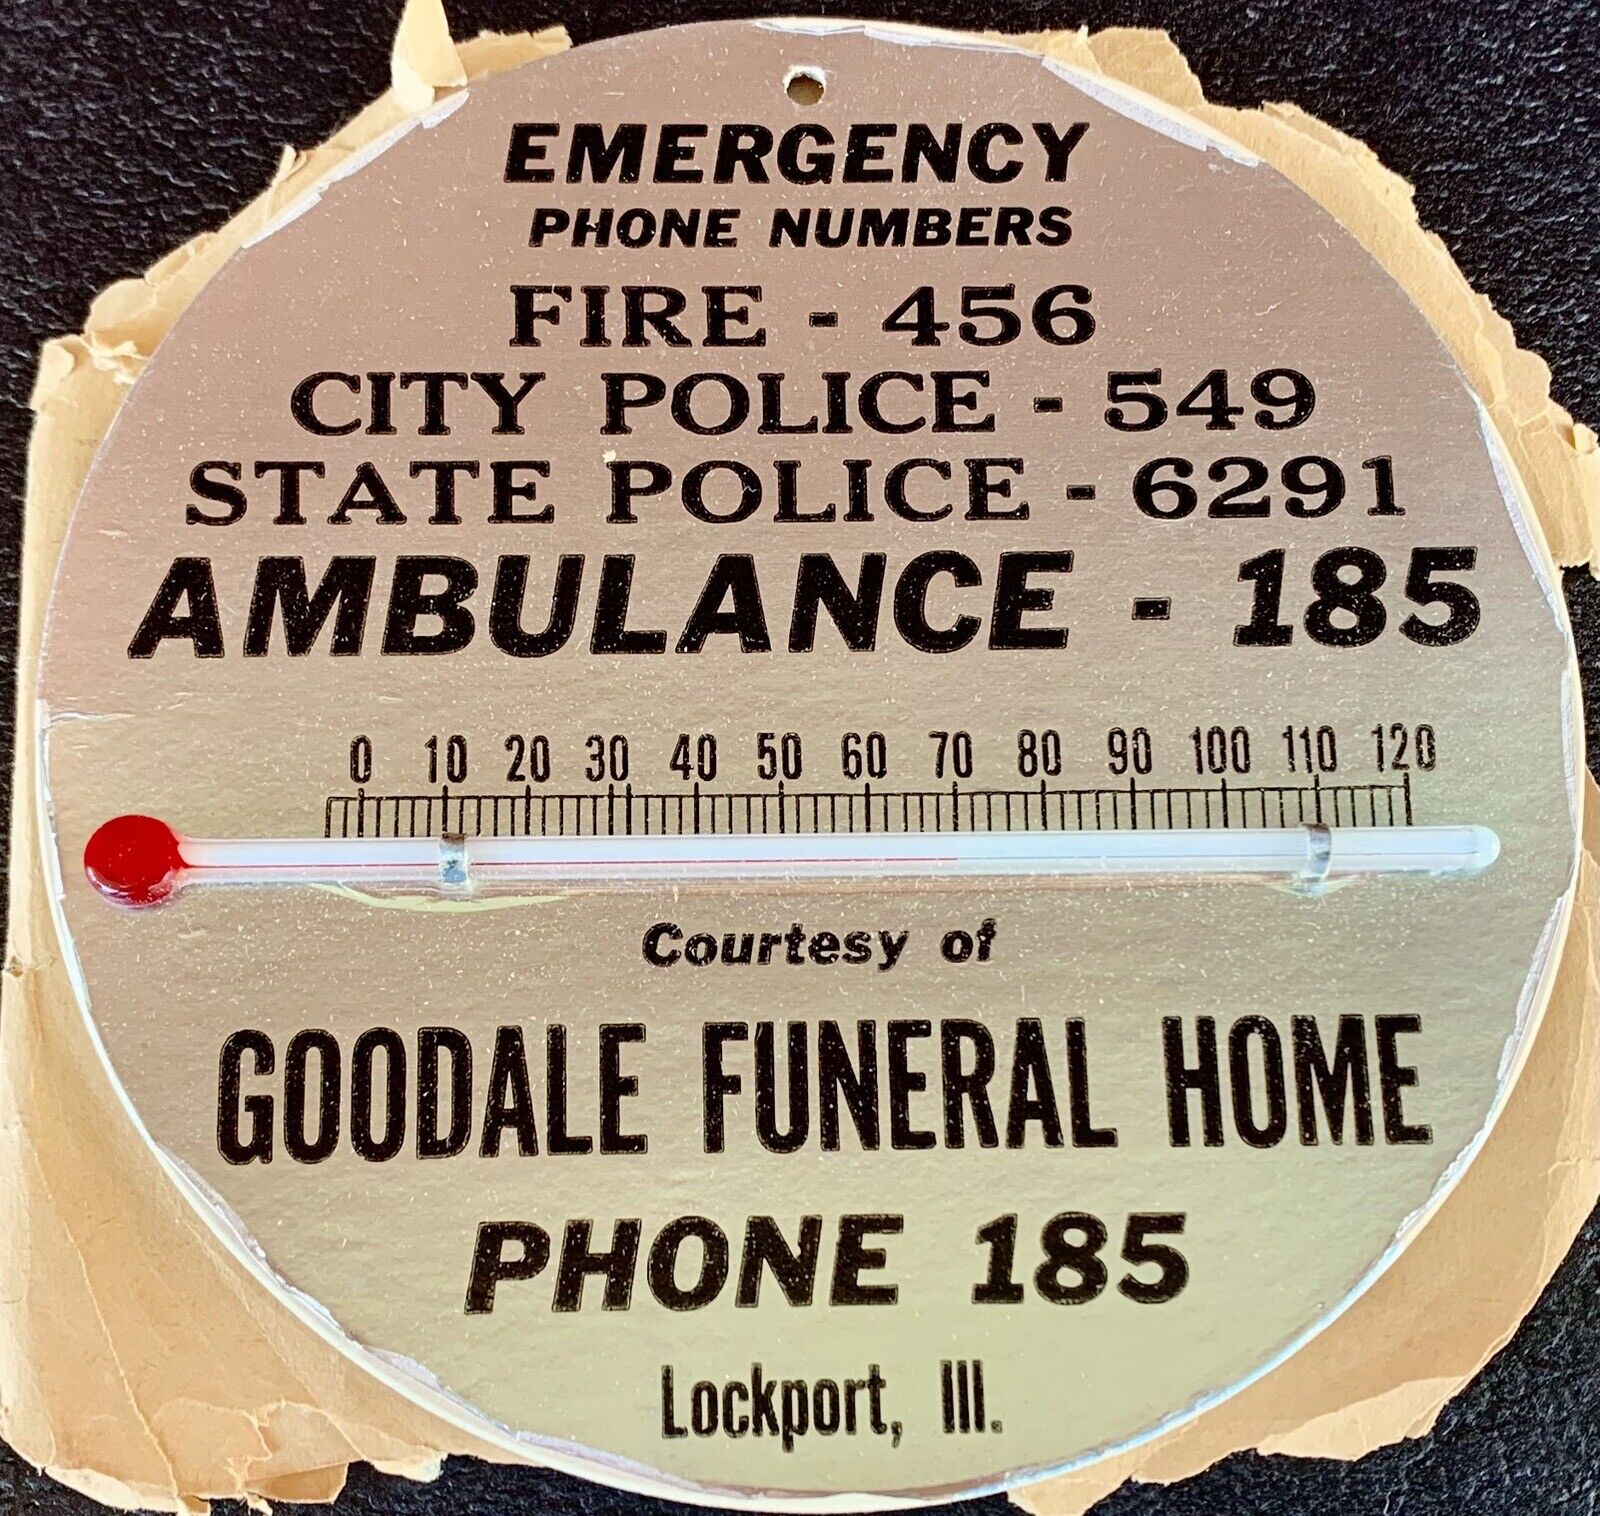 EMERGENCY
PHONE NUMBERS
FIRE - 456
CITY POLICE - 549
STATE POLICE - 6291
AMBULANCE - 185
0 10 20 30 40 50 60 70 80 90 100 110 120
Courtesy of
GOODALE FUNERAL HOME
PHONE 185
Lockport, Ill.